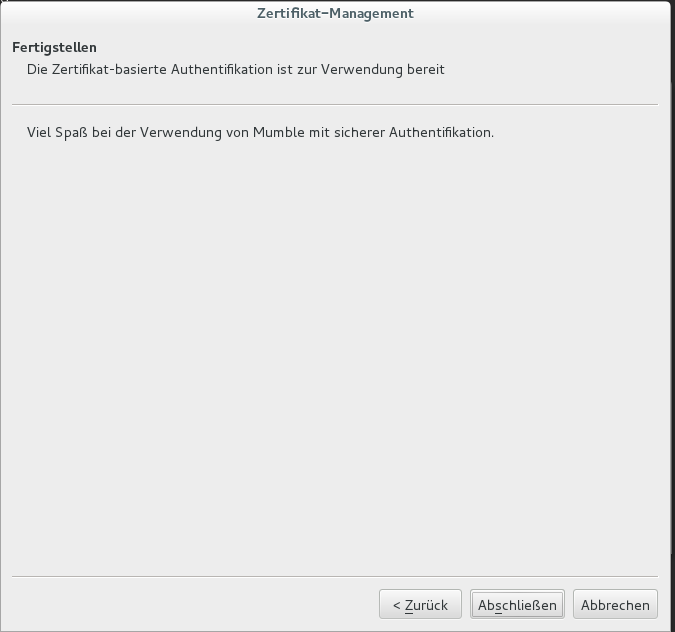 Zertifikat-Management
Fertigstellen
Die Zertifikat-basierte Authentifikation ist zur Verwendung bereit
Viel Spaß bei der Verwendung von Mumble mit sicherer Authentifikation.
< Zurück Abschließen Abbrechen